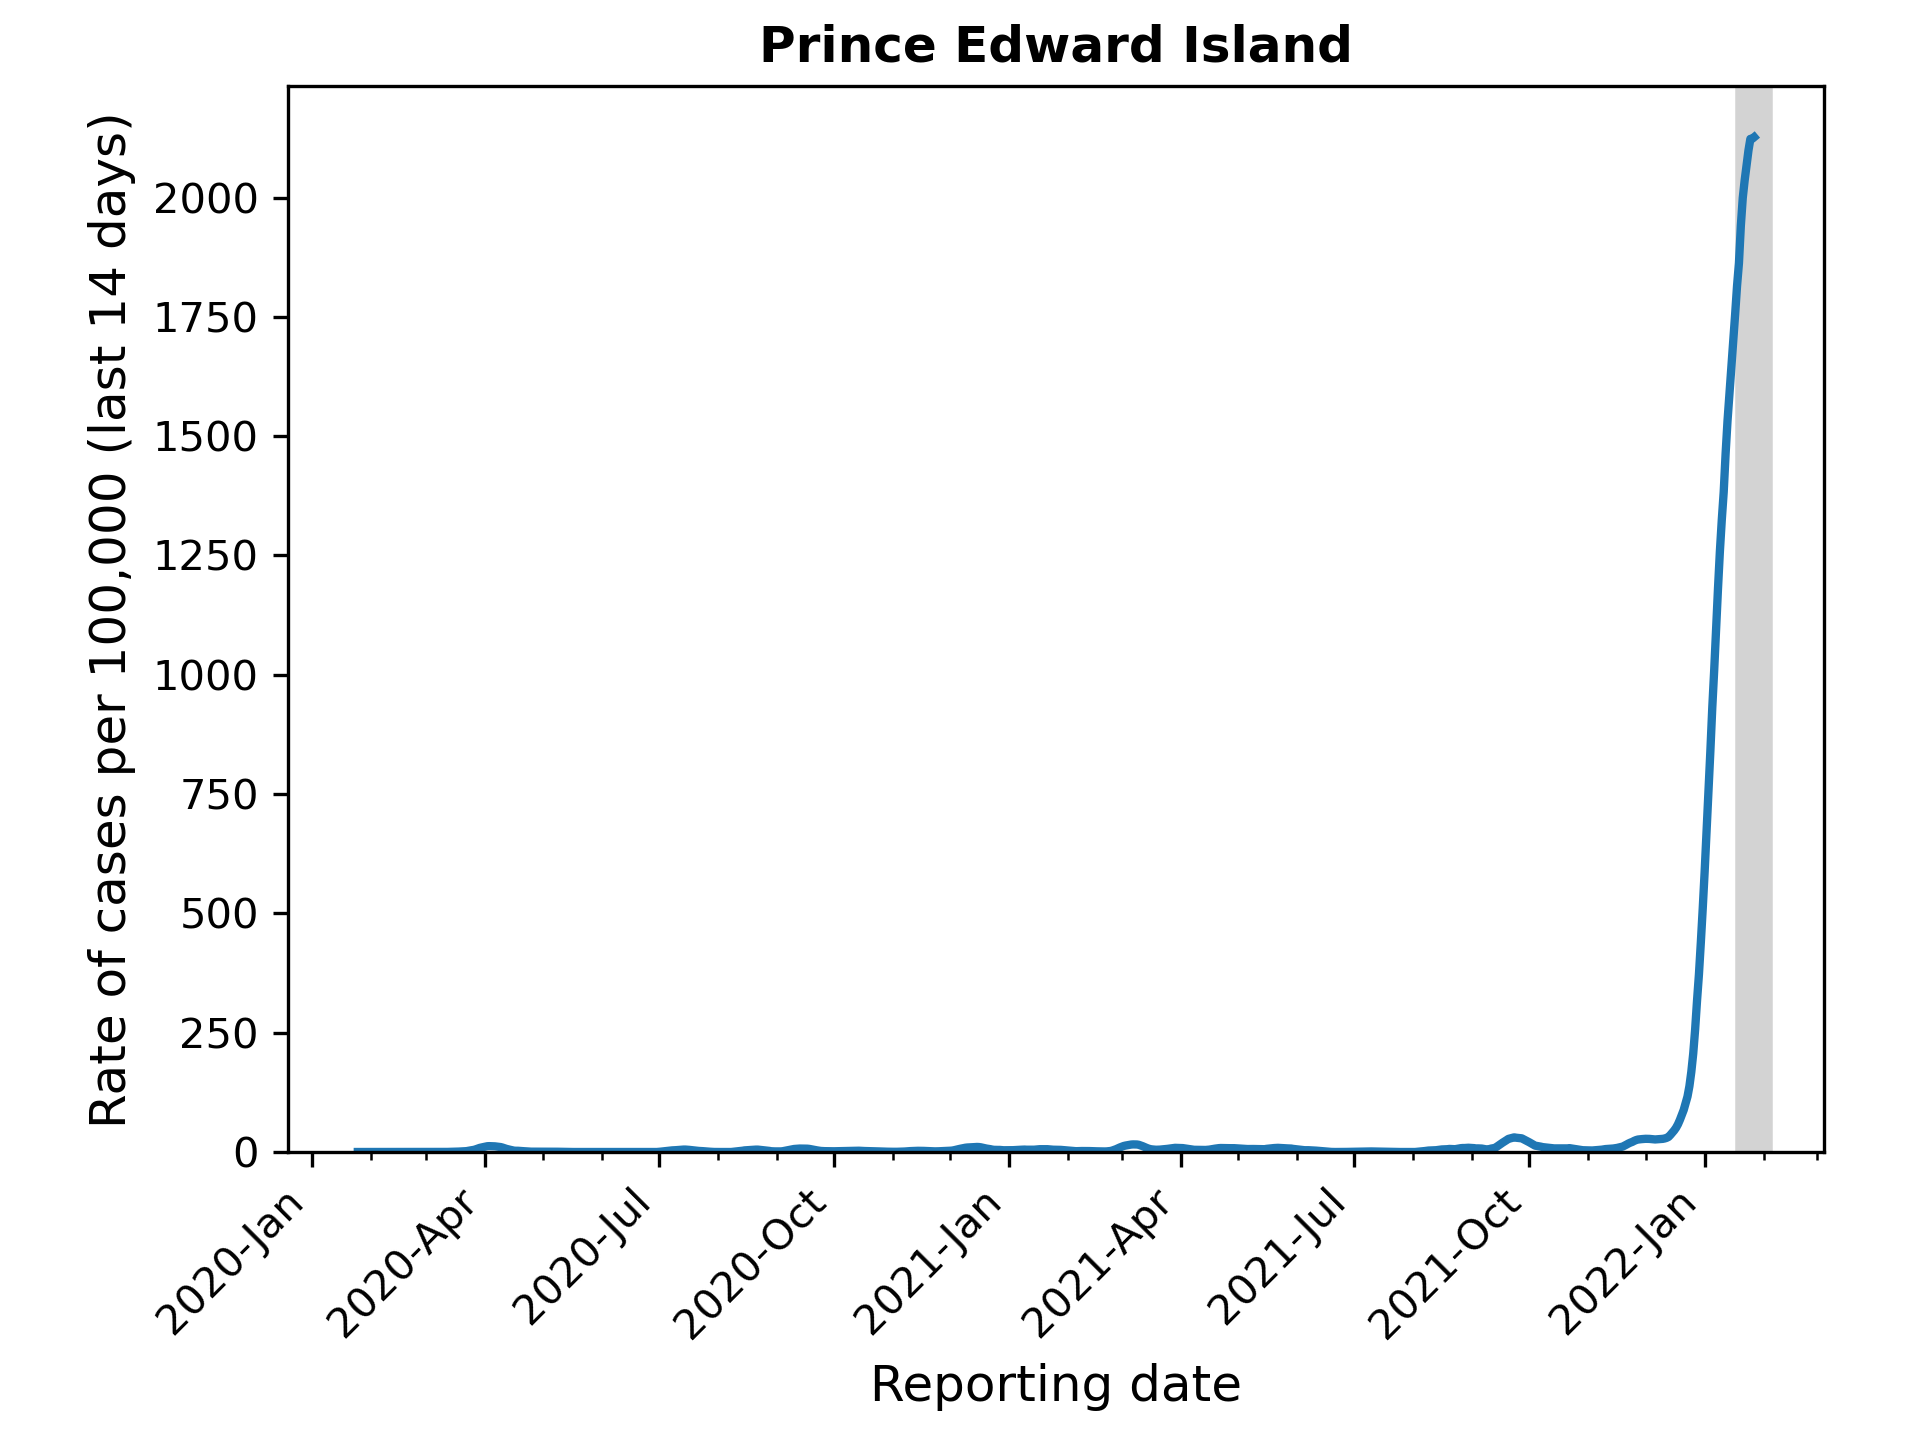 Prince Edward Island
Rate of cases per 100,000 (last 14 days)
2000
1750
1500
1250
1000
750
500
250
0
2020-Jan
2020-Apr
2020-Jul
2020-Oct
2021-Jan
2021-Apr
2021-Jul
2021-Oct
2022-Jan
Reporting date